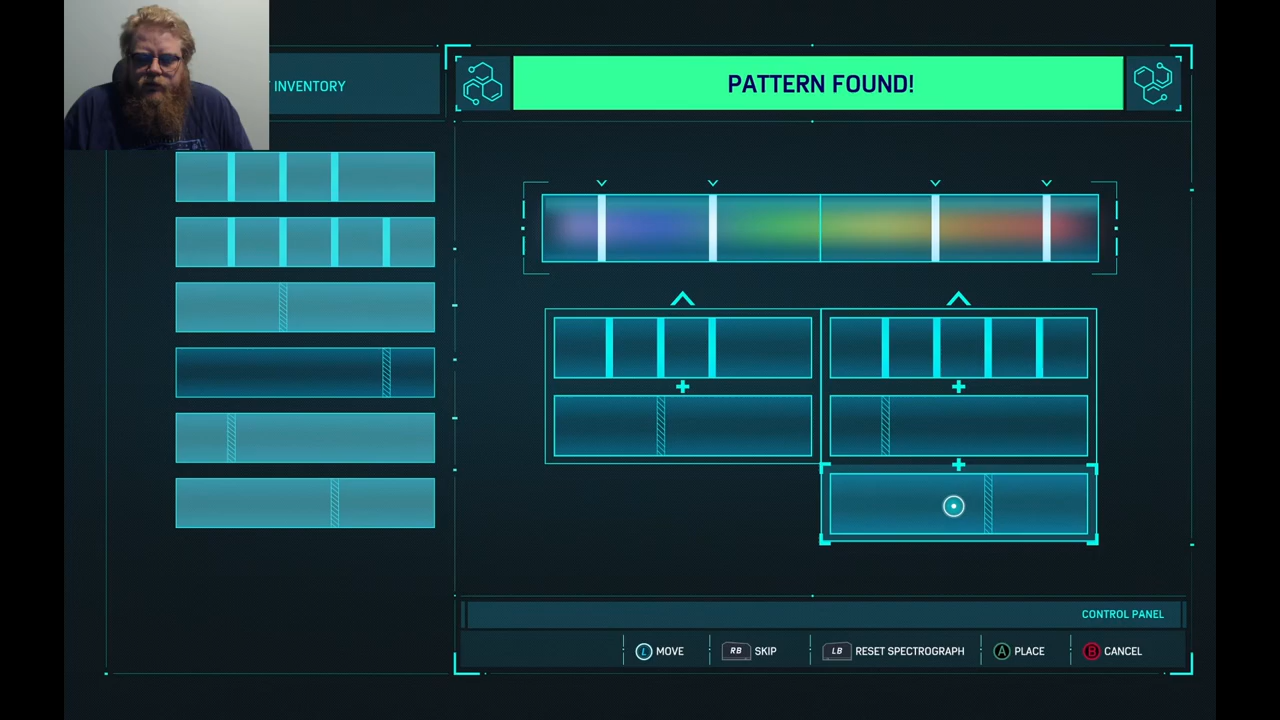 INVENTORY
PATTERN FOUND!
CONTROL PANEL
L MOVE
RB SKIP
LB RESET SPECTROGRAPH
A PLACE
B CANCEL